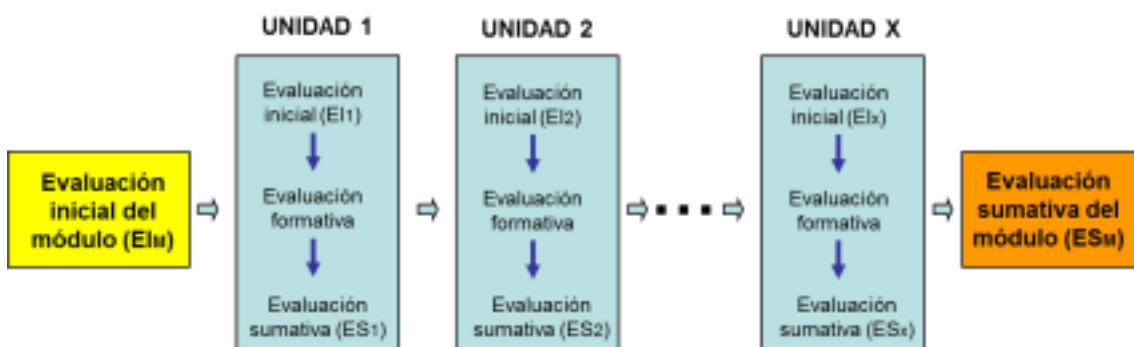 UNIDAD 1
UNIDAD 2
UNIDAD X
Evaluación
inicial del
módulo (EIM)
Evaluación
inicial (EI1)
Evaluación
formativa
Evaluación
sumativa (ES1)
Evaluación
inicial (EI2)
Evaluación
formativa
Evaluación
sumativa (ES2)
Evaluación
inicial (EIx)
Evaluación
formativa
Evaluación
sumativa (ESx)
Evaluación
sumativa del
módulo (ESM)